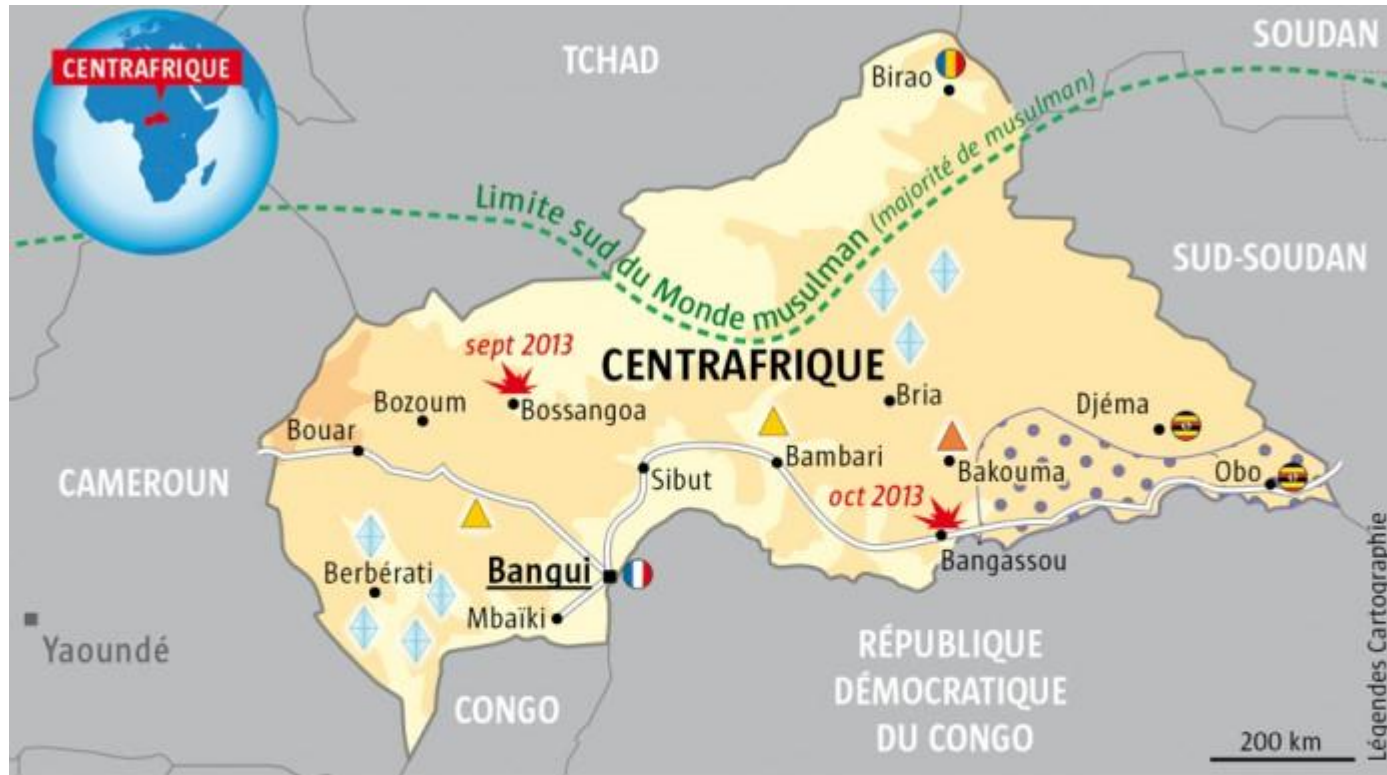 CENTRAFRIQUE
TCHAD
SOUDAN
Birao
Limite sud du Monde musulman (majorité de musulman)
SUD-SOUDAN
sept 2013
CENTRAFRIQUE
Bozoum
Bossangoa
Bria
Djéma
Bouar
CAMEROUN
Sibut
Bambari
Bakouma
Obo
oct 2013
Bangassou
Berbérati
Bangui
Mbaïki
Yaoundé
CONGO
RÉPUBLIQUE
DÉMOCRATIQUE
DU CONGO
200 km
Légendes Cartographie